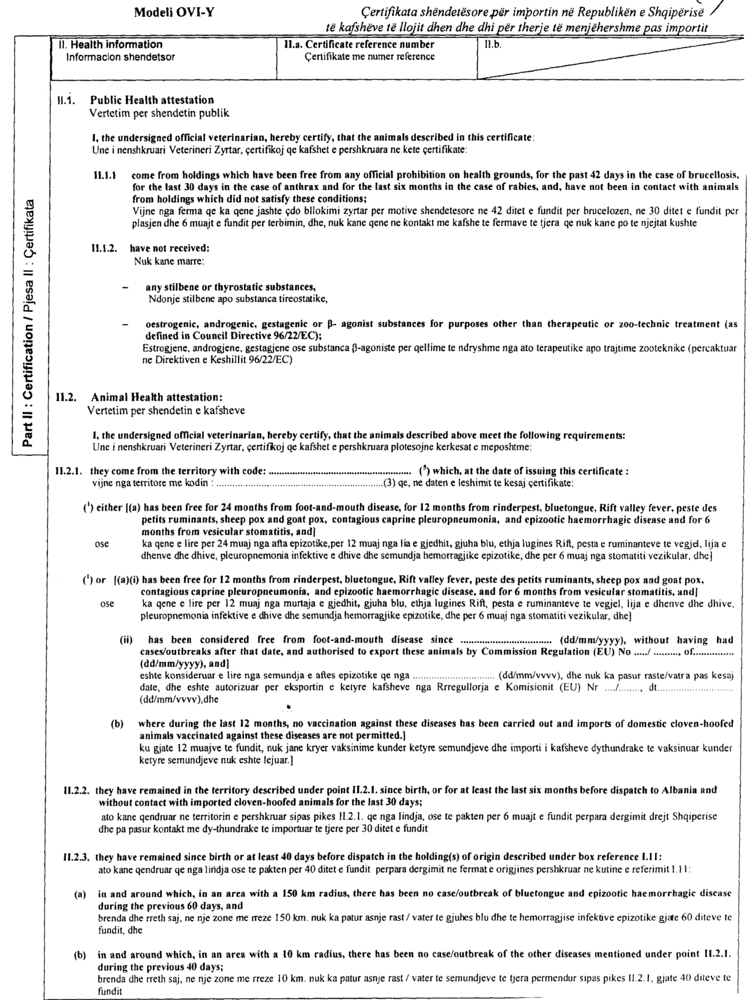 Modeli OVI-Y
Çertifikata shëndetësore për importin në Republikën e Shqipërisë
të kafshëve të llojit dhen dhe dhi për therje të menjëhershme pas importit
II. Health information
Informacion shendetsor
II.a. Certificate reference number
Çertifikate me numer reference
II.b.
Part II : Certification / Pjesa II : Çertifikata
II.1. Public Health attestation
Vertetim per shendetin publik
I, the undersigned official veterinarian, hereby certify, that the animals described in this certificate:
Une i nenshkruari Veterineri Zyrtar, çertifikoj qe kafshet e pershkruara ne kete çertifikate:
II.1.1 come from holdings which have been free from any official prohibition on health grounds, for the past 42 days in the case of brucellosis,
for the last 30 days in the case of anthrax and for the last six months in the case of rabies, and, have not been in contact with animals
from holdings which did not satisfy these conditions;
Vijne nga ferma qe ka qene jashte çdo bllokimi zyrtar per motive shendetesore ne 42 ditet e fundit per brucelozen, ne 30 ditet e fundit per
plasjen dhe 6 muajt e fundit per terbimin, dhe, nuk kane qene ne kontakt me kafshe te fermave te tjera qe nuk kane po te njejtat kushte
II.1.2. have not received:
Nuk kane marre:
– any stilbene or thyrostatic substances,
Ndonje stilbene apo substanca tireostatike,
– oestrogenic, androgenic, gestagenic or β- agonist substances for purposes other than therapeutic or zoo-technic treatment (as
defined in Council Directive 96/22/EC);
Estrogjene, androgjene, gestagjene ose substanca β-agoniste per qellime te ndryshme nga ato terapeutike apo trajtime zooteknike (percaktuar
ne Direktiven e Keshillit 96/22/EC)
II.2. Animal Health attestation:
Vertetim per shendetin e kafsheve
I, the undersigned official veterinarian, hereby certify, that the animals described above meet the following requirements:
Une i nenshkruari Veterineri Zyrtar, çertifikoj qe kafshet e pershkruara plotesojne kerkesat e meposhtme:
II.2.1. they come from the territory with code: ...................................................... (⁵) which, at the date of issuing this certificate :
vijne nga territore me kodin : ...............................................................(3) qe, ne daten e leshimit te kesaj çertifikate:
(¹) either [(a) has been free for 24 months from foot-and-mouth disease, for 12 months from rinderpest, bluetongue, Rift valley fever, peste des
petits ruminants, sheep pox and goat pox, contagious caprine pleuropneumonia, and epizootic haemorrhagic disease and for 6
months from vesicular stomatitis, and]
ose ka qene e lire per 24 muaj nga afta epizotike,per 12 muaj nga lia e gjedhit, gjuha blu, ethja lugines Rift, pesta e ruminanteve te vegjel, lija e
dhenve dhe dhive, pleuropnemonia infektive e dhive dhe semundja hemorragjike epizotike, dhe per 6 muaj nga stomatiti vezikular, dhe]
(¹) or [(a)(i) has been free for 12 months from rinderpest, bluetongue, Rift valley fever, peste des petits ruminants, sheep pox and goat pox,
contagious caprine pleuropneumonia, and epizootic haemorrhagic disease, and for 6 months from vesicular stomatitis, and]
ose ka qene e lire per 12 muaj nga murtaja e gjedhit, gjuha blu, ethja lugines Rift, pesta e ruminanteve te vegjel, lija e dhenve dhe dhive,
pleuropnemonia infektive e dhive dhe semundja hemorragjike epizotike, dhe per 6 muaj nga stomatiti vezikular, dhe]
(ii) has been considered free from foot-and-mouth disease since ................................ (dd/mm/yyyy), without having had
cases/outbreaks after that date, and authorised to export these animals by Commission Regulation (EU) No ...../ ........., of..............
(dd/mm/yyyy), and]
eshte konsideruar e lire nga semundja e aftes epizotike qe nga .............................. (dd/mm/vvvv), dhe nuk ka pasur raste/vatra pas kesaj
date, dhe eshte autorizuar per eksportin e ketyre kafsheve nga Rrregullorja e Komisionit (EU) Nr ..../........, dt...........................
(dd/mm/vvvv),dhe
(b) where during the last 12 months, no vaccination against these diseases has been carried out and imports of domestic cloven-hoofed
animals vaccinated against these diseases are not permitted.]
ku gjate 12 muajve te fundit, nuk jane kryer vaksinime kunder ketyre semundjeve dhe importi i kafsheve dythundrake te vaksinuar kunder
ketyre semundjeve nuk eshte lejuar.]
II.2.2. they have remained in the territory described under point II.2.1. since birth, or for at least the last six months before dispatch to Albania and
without contact with imported cloven-hoofed animals for the last 30 days;
ato kane qendruar ne territorin e pershkruar sipas pikes II.2.1. qe nga lindja, ose te pakten per 6 muajt e fundit perpara dergimit drejt Shqiperise
dhe pa pasur kontakt me dy-thundrake te importuar te tjere per 30 ditet e fundit
II.2.3. they have remained since birth or at least 40 days before dispatch in the holding(s) of origin described under box reference I.11:
ato kane qendruar qe nga lindja ose te pakten per 40 ditet e fundit perpara dergimit ne fermat e origjines pershkruar ne kutine e referimit I.11:
(a) in and around which, in an area with a 150 km radius, there has been no case/outbreak of bluetongue and epizootic haemorrhagic disease
during the previous 60 days, and
brenda dhe rreth saj, ne nje zone me rreze 150 km. nuk ka patur asnje rast / vater te gjuhes blu dhe te hemorragjise infektive epizotike gjate 60 diteve te
fundit, dhe
(b) in and around which, in an area with a 10 km radius, there has been no case/outbreak of the other diseases mentioned under point II.2.1.
during the previous 40 days;
brenda dhe rreth saj, ne nje zone me rreze 10 km. nuk ka patur asnje rast / vater te semundjeve te tjera permendur sipas pikes II.2.1, gjate 40 diteve te
fundit